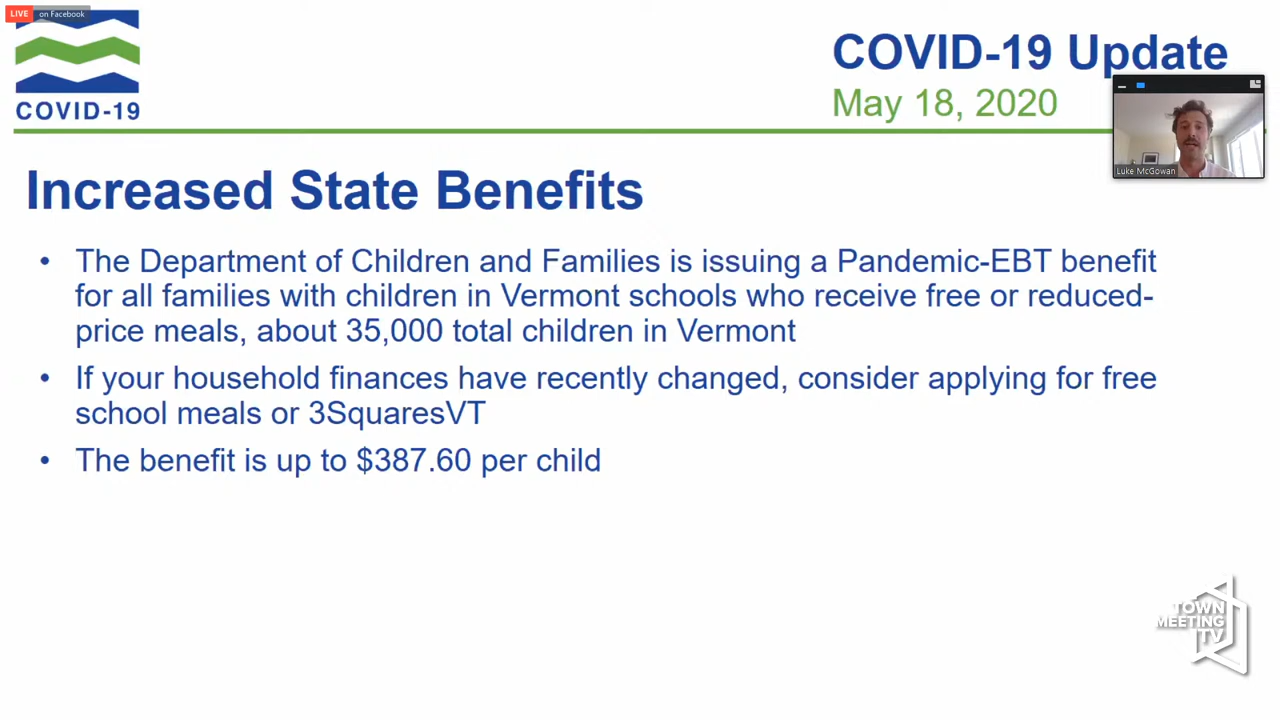 LIVE on Facebook
COVID-19
COVID-19 Update
May 18, 2020
Luke McGowan
Increased State Benefits
• The Department of Children and Families is issuing a Pandemic-EBT benefit
for all families with children in Vermont schools who receive free or reduced-
price meals, about 35,000 total children in Vermont
• If your household finances have recently changed, consider applying for free
school meals or 3SquaresVT
• The benefit is up to $387.60 per child
TOWN
MEETING
TV